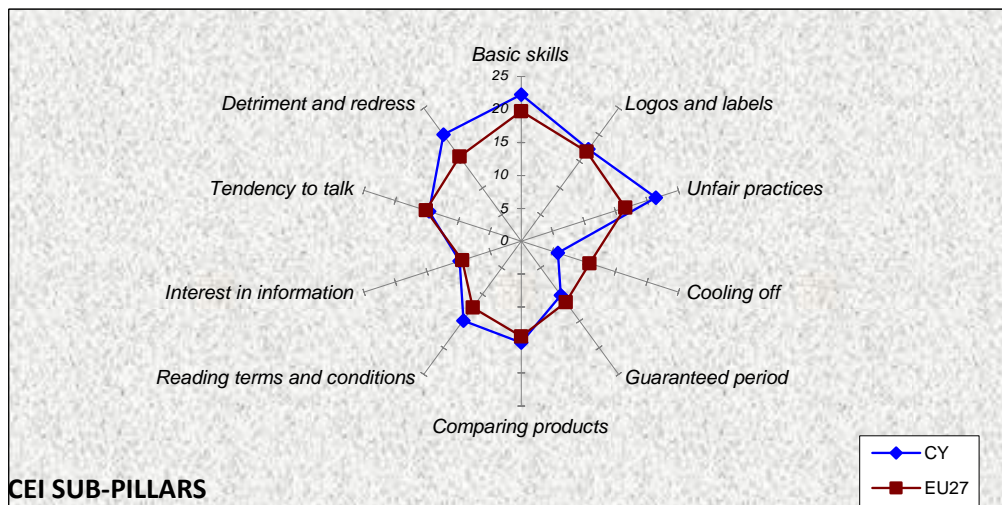 Basic skills
25
Detriment and redress
Logos and labels
20
15
Tendency to talk
10
Unfair practices
5
0
Interest in information
Cooling off
Reading terms and conditions
Guaranteed period
Comparing products
CY
CEI SUB-PILLARS
EU27